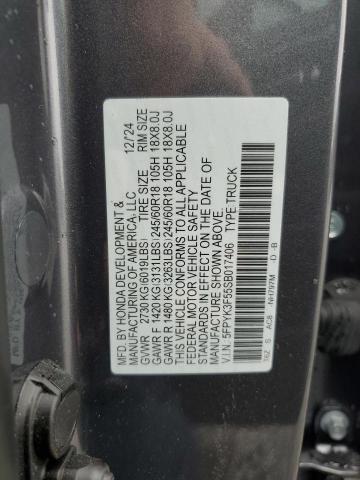 MFD. BY HONDA DEVELOPMENT &
MANUFACTURING OF AMERICA, LLC 12/24
GVWR 2730 KG(6019LBS) TIRE SIZE RIM SIZE
GAWR F 1420 KG(3131LBS)245/60R18 105H 18X8.0J
GAWR R 1480 KG(3263LBS)245/60R18 105H 18X8.0J
THIS VEHICLE CONFORMS TO ALL APPLICABLE
FEDERAL MOTOR VEHICLE SAFETY
STANDARDS IN EFFECT ON THE DATE OF
MANUFACTURE SHOWN ABOVE.
V.I.N. 5FPYK3F55SB017406 TYPE:TRUCK
T6Z S AC8 NH797M -D -B